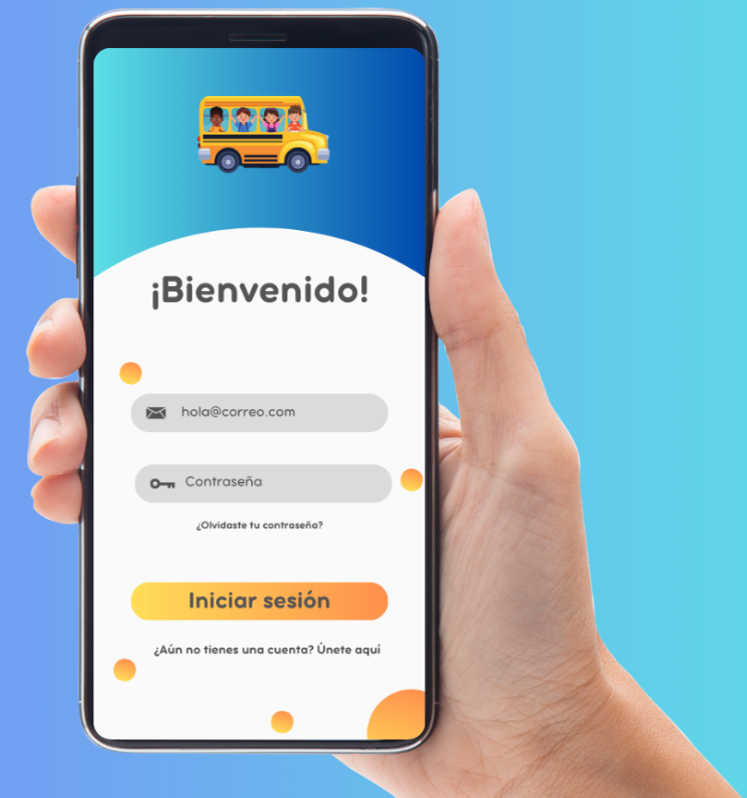 ¡Bienvenido!
hola@correo.com
Contraseña
¿Olvidaste tu contraseña?
Iniciar sesión
¿Aún no tienes una cuenta? Únete aquí